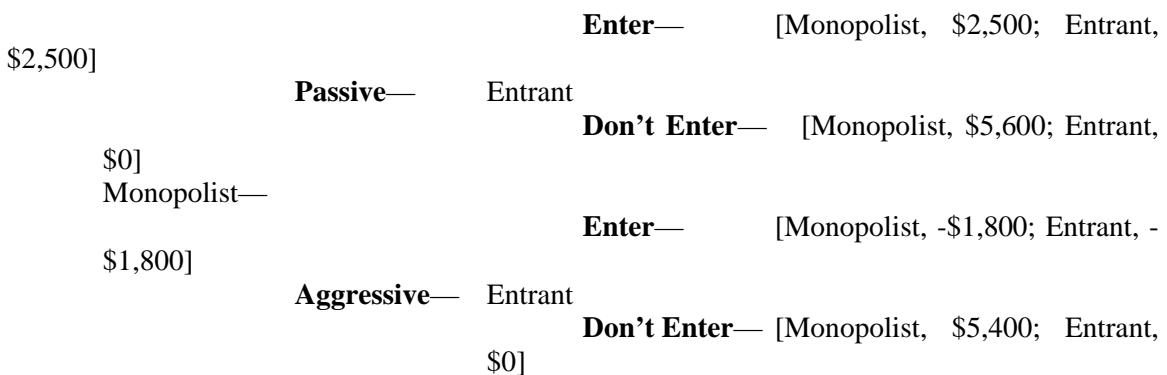 Enter— [Monopolist, $2,500; Entrant,
$2,500]
Passive— Entrant
Don’t Enter— [Monopolist, $5,600; Entrant,
$0]
Monopolist—
Enter— [Monopolist, -$1,800; Entrant, -
$1,800]
Aggressive— Entrant
Don’t Enter— [Monopolist, $5,400; Entrant,
$0]